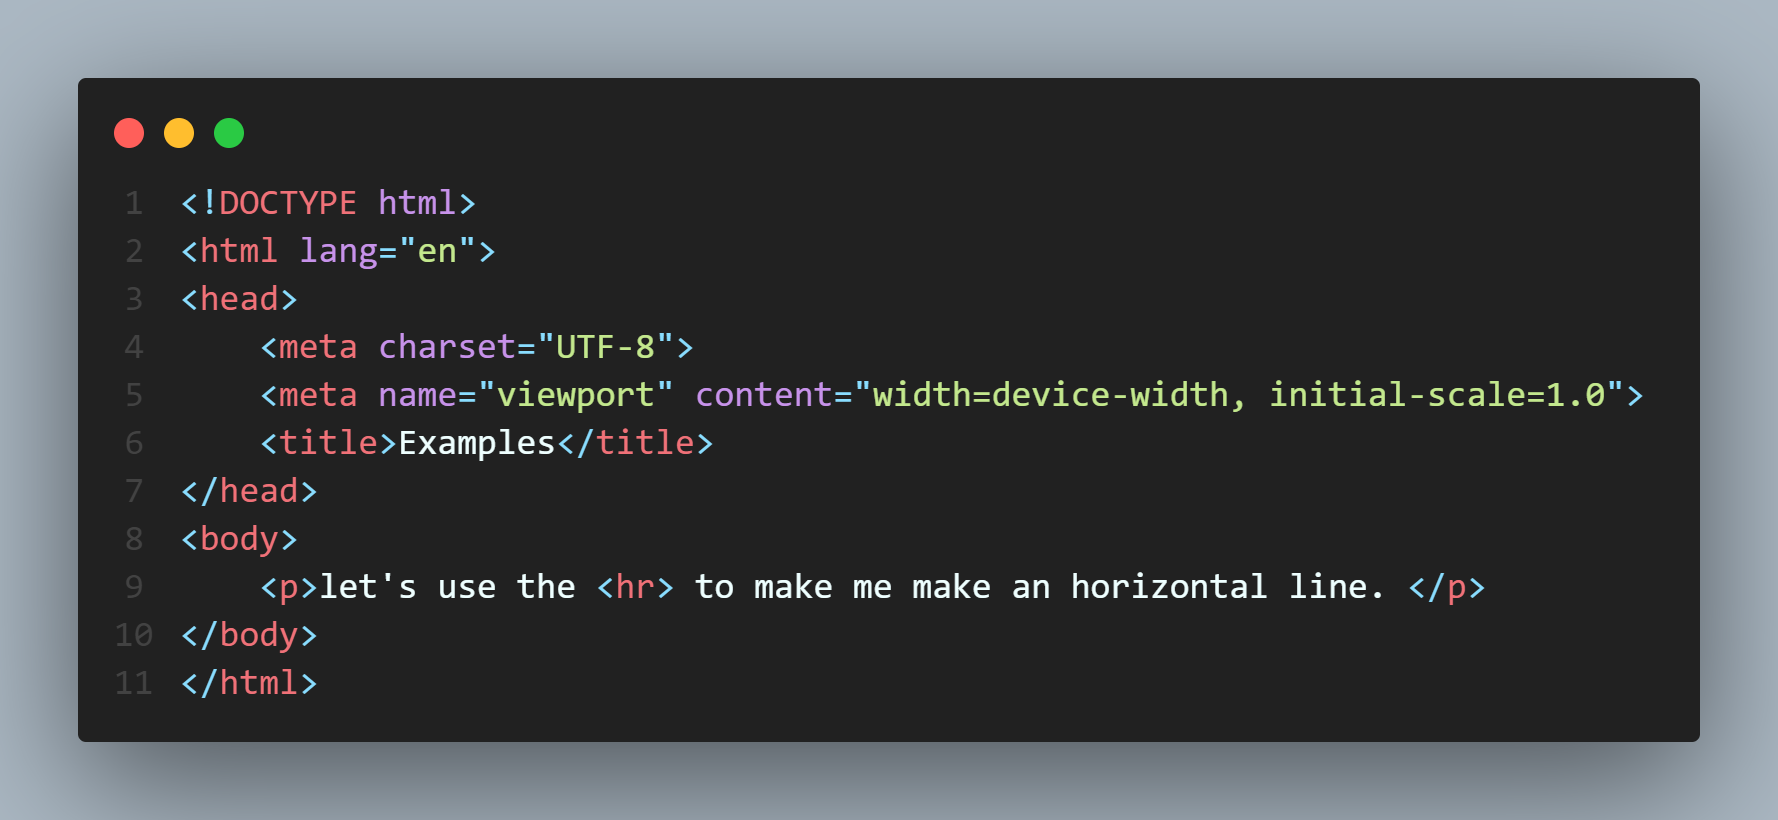 1 <!DOCTYPE html>
2 <html lang="en">
3 <head>
4     <meta charset="UTF-8">
5     <meta name="viewport" content="width=device-width, initial-scale=1.0">
6     <title>Examples</title>
7 </head>
8 <body>
9     <p>let's use the <hr> to make me make an horizontal line. </p>
10 </body>
11 </html>